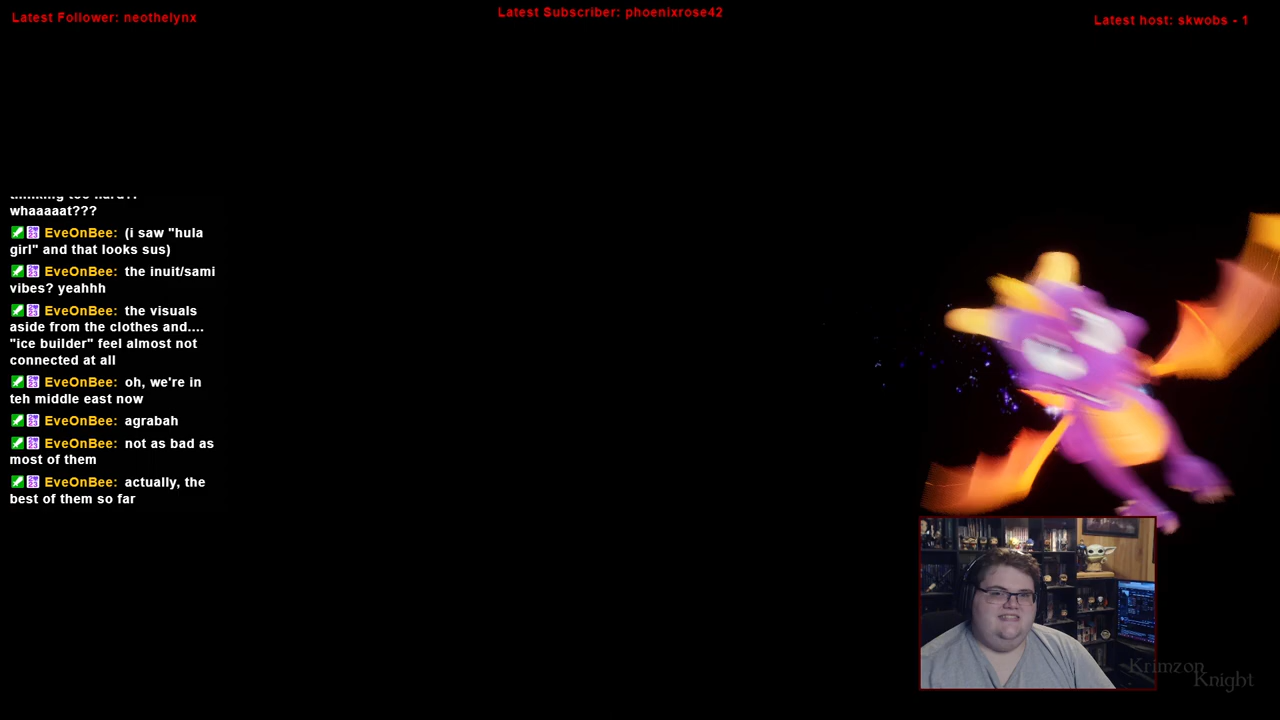 Latest Follower: neothelynx
Latest Subscriber: phoenixrose42
Latest host: skwobs - 1
whaaaaat???
EveOnBee: (i saw "hula
girl" and that looks sus)
EveOnBee: the inuit/sami
vibes? yeahhh
EveOnBee: the visuals
aside from the clothes and....
"ice builder" feel almost not
connected at all
EveOnBee: oh, we're in
teh middle east now
EveOnBee: agrabah
EveOnBee: not as bad as
most of them
EveOnBee: actually, the
best of them so far
Krimzon
Knight